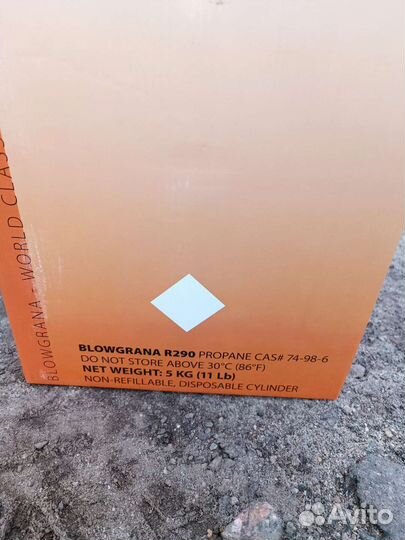 BLOWGRANA - WORLD CLASS
BLOWGRANA R290 PROPANE CAS# 74-98-6
DO NOT STORE ABOVE 30°C (86°F)
NET WEIGHT: 5 KG (11 Lb)
NON-REFILLABLE, DISPOSABLE CYLINDER
Avito